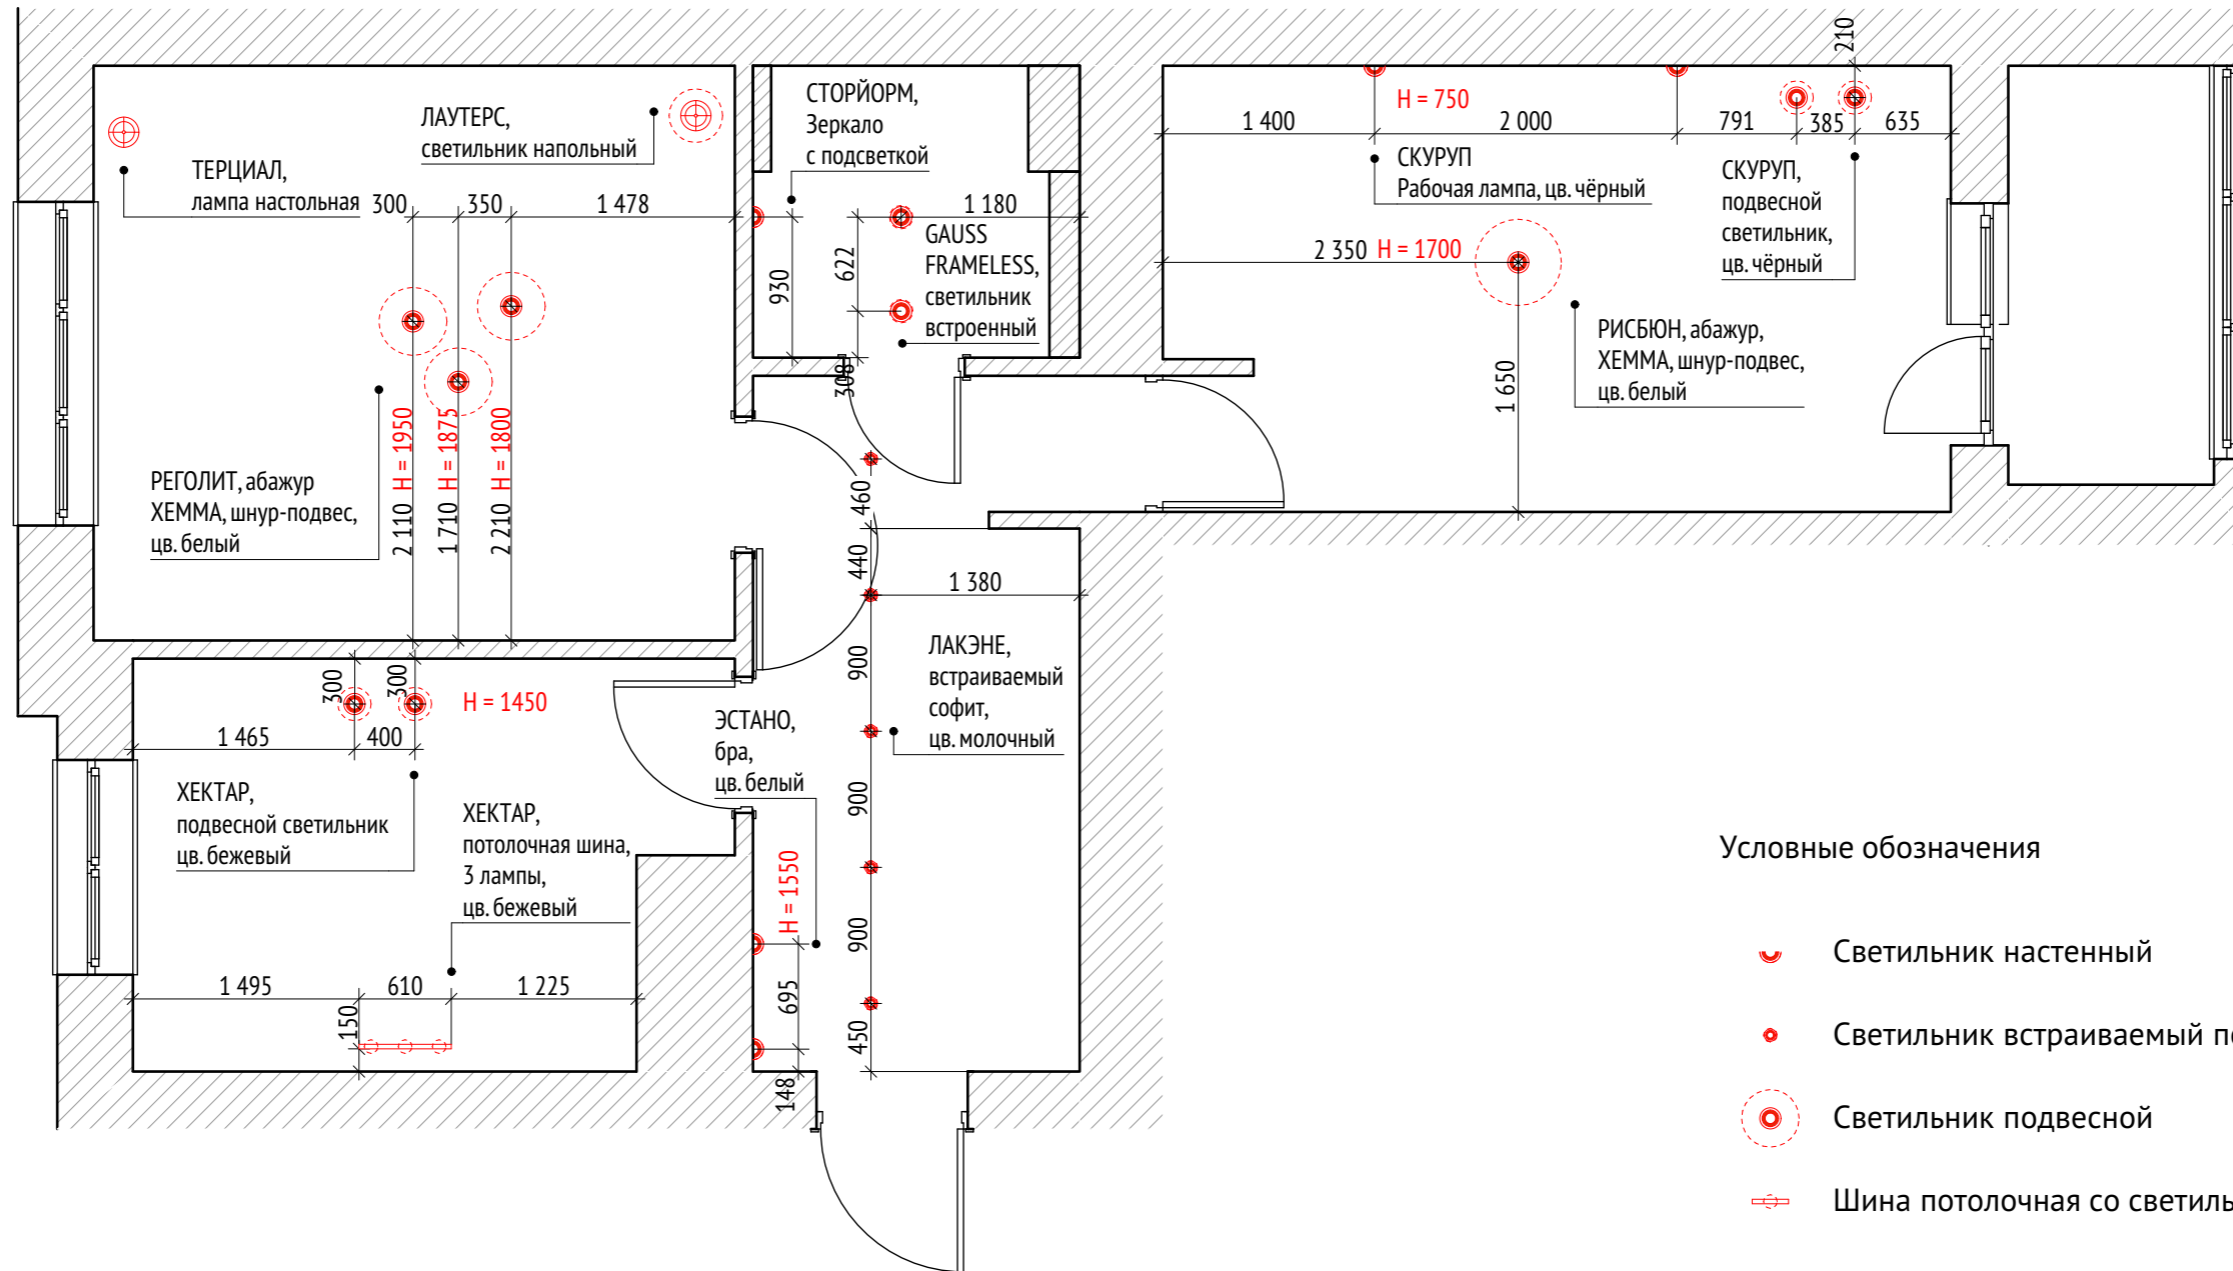 ТЕРЦИАЛ,
лампа настольная
ЛАУТЕРС,
светильник напольный
300
350
1 478
2 110
H = 1950
1 710
H = 1875
2 210
H = 1800
РЕГОЛИТ, абажур
ХЕММА, шнур-подвес,
цв. белый
СТОРЙОРМ,
Зеркало
с подсветкой
930
622
308
1 180
GAUSS
FRAMELESS,
светильник
встроенный
210
H = 750
1 400
2 000
791
385
635
СКУРУП
Рабочая лампа, цв. чёрный
СКУРУП,
подвесной
светильник,
цв. чёрный
2 350
H = 1700
1 650
РИСБЮН, абажур,
ХЕММА, шнур-подвес,
цв. белый
460
440
1 380
900
900
900
450
ЛАКЭНЕ,
встраиваемый
софит,
цв. молочный
300
300
H = 1450
1 465
400
ХЕКТАР,
подвесной светильник
цв. бежевый
ХЕКТАР,
потолочная шина,
3 лампы,
цв. бежевый
1 495
610
1 225
150
ЭСТАНО,
бра,
цв. белый
H = 1550
695
148
Условные обозначения
Светильник настенный
Светильник встраиваемый по
Светильник подвесной
Шина потолочная со светиль